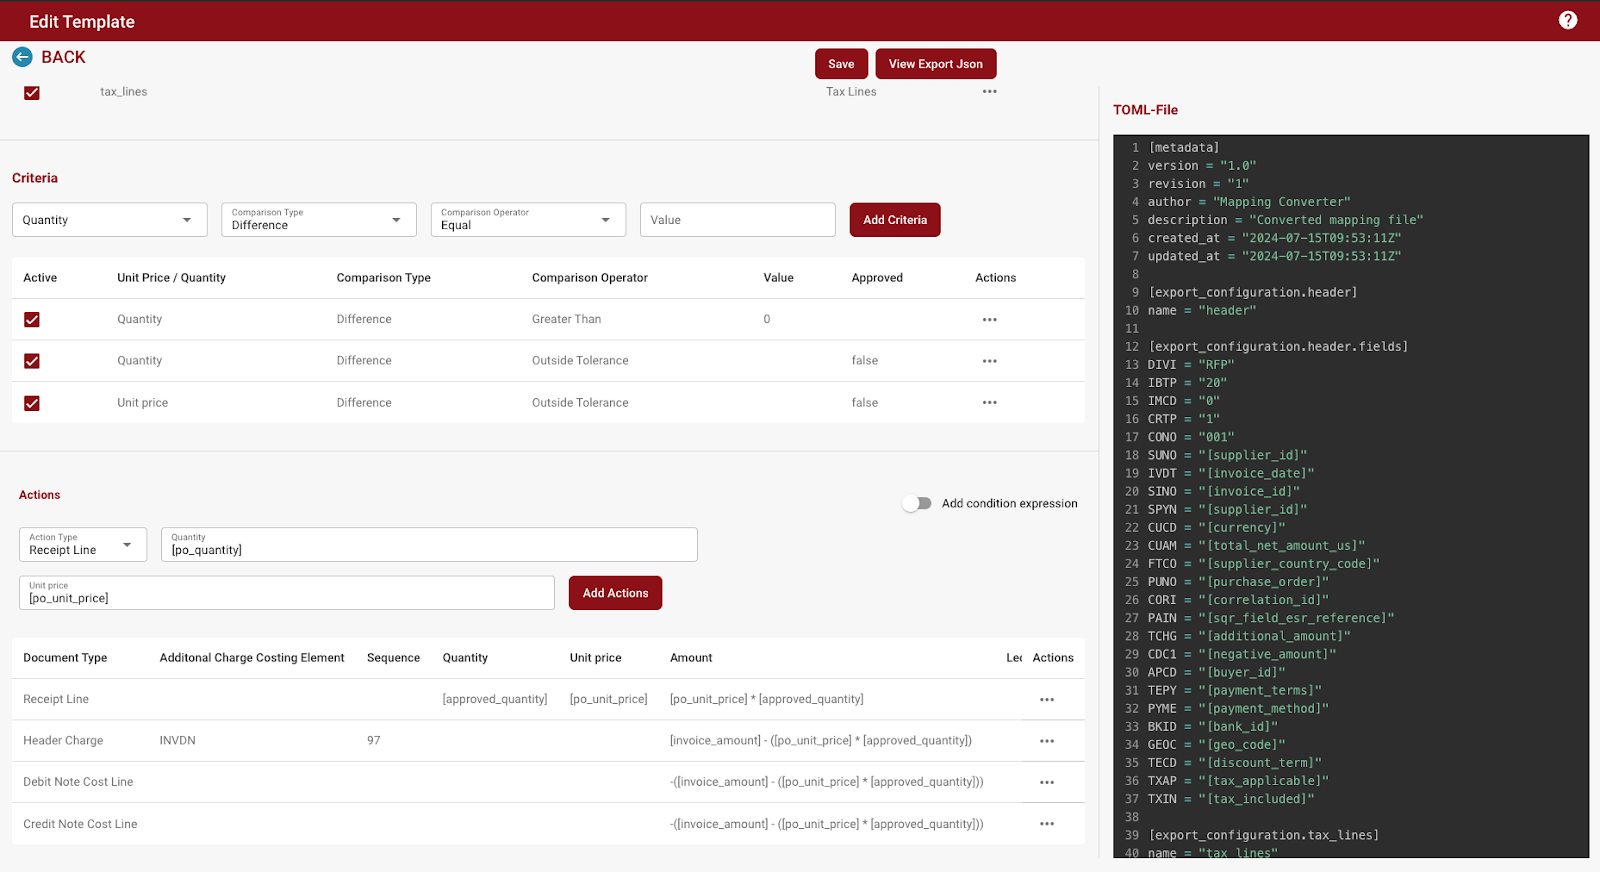 Edit Template
BACK
Save View Export Json
tax_lines Tax Lines
Criteria
Quantity Comparison Type Difference Comparison Operator Equal Value Add Criteria
Active Unit Price / Quantity Comparison Type Comparison Operator Value Approved Actions
Quantity Difference Greater Than 0
Quantity Difference Outside Tolerance false
Unit price Difference Outside Tolerance false
Actions
Add condition expression
Action Type Receipt Line Quantity [po_quantity]
Unit price [po_unit_price] Add Actions
Document Type Additonal Charge Costing Element Sequence Quantity Unit price Amount Actions
Receipt Line [approved_quantity] [po_unit_price] [po_unit_price] * [approved_quantity]
Header Charge INVDN 97 [invoice_amount] - ([po_unit_price] * [approved_quantity])
Debit Note Cost Line -([invoice_amount] - ([po_unit_price] * [approved_quantity]))
Credit Note Cost Line -([invoice_amount] - ([po_unit_price] * [approved_quantity]))
TOML-File
1 [metadata]
2 version = "1.0"
3 revision = "1"
4 author = "Mapping Converter"
5 description = "Converted mapping file"
6 created_at = "2024-07-15T09:53:11Z"
7 updated_at = "2024-07-15T09:53:11Z"
8
9 [export_configuration.header]
10 name = "header"
11
12 [export_configuration.header.fields]
13 DIVI = "RFP"
14 IBTP = "20"
15 IMCD = "0"
16 CRTP = "1"
17 CONO = "001"
18 SUNO = "[supplier_id]"
19 IVDT = "[invoice_date]"
20 SINO = "[invoice_id]"
21 SPYN = "[supplier_id]"
22 CUCD = "[currency]"
23 CUAM = "[total_net_amount_us]"
24 FTCO = "[supplier_country_code]"
25 PUNO = "[purchase_order]"
26 CORI = "[correlation_id]"
27 PAIN = "[sqr_field_esr_reference]"
28 TCHG = "[additional_amount]"
29 CDC1 = "[negative_amount]"
30 APCD = "[buyer_id]"
31 TEPY = "[payment_terms]"
32 PYME = "[payment_method]"
33 BKID = "[bank_id]"
34 GEOC = "[geo_code]"
35 TECD = "[discount_term]"
36 TXAP = "[tax_applicable]"
37 TXIN = "[tax_included]"
38
39 [export_configuration.tax_lines]
40 name = "tax_lines"